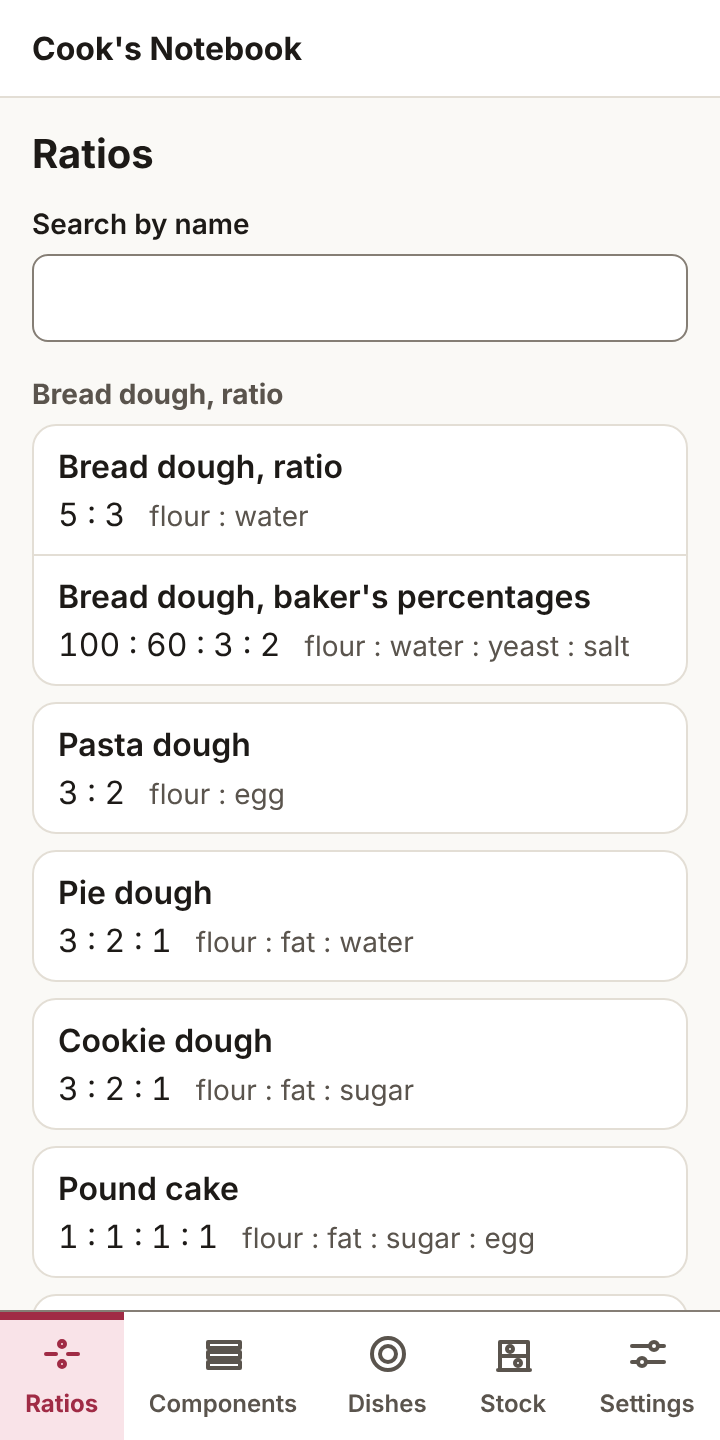 Cook's Notebook
Ratios
Search by name
Bread dough, ratio
Bread dough, ratio
5 : 3 flour : water
Bread dough, baker's percentages
100 : 60 : 3 : 2 flour : water : yeast : salt
Pasta dough
3 : 2 flour : egg
Pie dough
3 : 2 : 1 flour : fat : water
Cookie dough
3 : 2 : 1 flour : fat : sugar
Pound cake
1 : 1 : 1 : 1 flour : fat : sugar : egg
Ratios Components Dishes Stock Settings